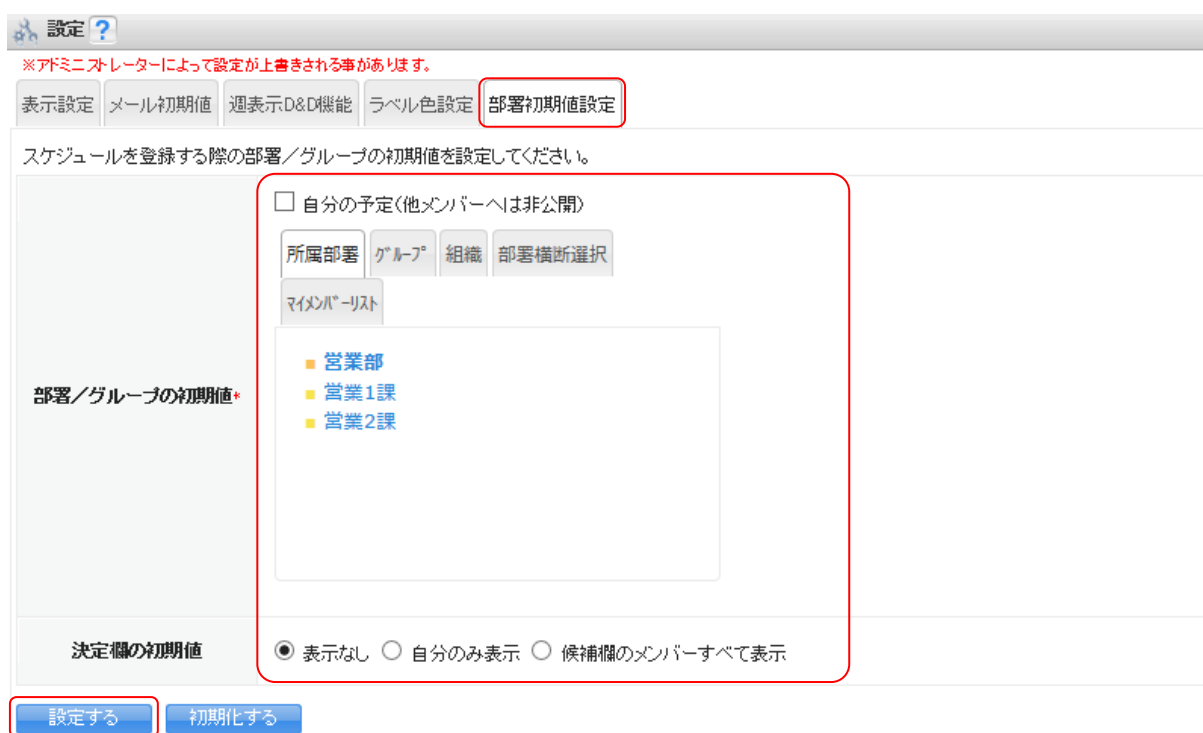 設定 ?
※アドミニストレーターによって設定が上書きされる事があります。
表示設定 メール初期値 週表示D&D機能 ラベル色設定 部署初期値設定
スケジュールを登録する際の部署／グループの初期値を設定してください。
自分の予定(他メンバーへは非公開)
所属部署 ｸﾞﾙｰﾌﾟ 組織 部署横断選択
ﾏｲﾒﾝﾊﾞｰﾘｽﾄ
営業部
営業1課
営業2課
部署／グループの初期値*
決定欄の初期値
表示なし 自分のみ表示 候補欄のメンバーすべて表示
設定する 初期化する